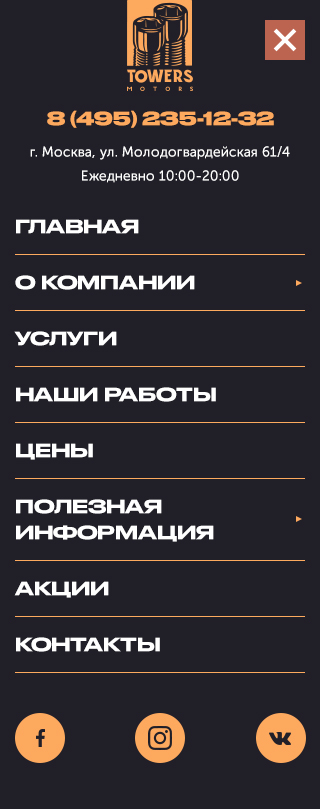 TOWERS
MOTORS
8 (495) 235-12-32
г. Москва, ул. Молодогвардейская 61/4
Ежедневно 10:00-20:00
ГЛАВНАЯ
О КОМПАНИИ
УСЛУГИ
НАШИ РАБОТЫ
ЦЕНЫ
ПОЛЕЗНАЯ
ИНФОРМАЦИЯ
АКЦИИ
КОНТАКТЫ